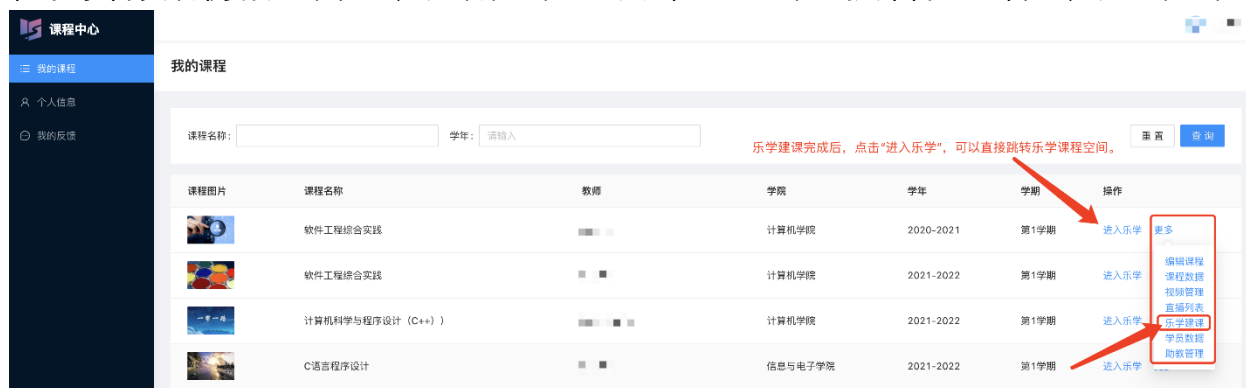 课程中心
我的课程
个人信息
我的反馈
我的课程
课程名称:
学年: 请输入
重 置 查 询
乐学建课完成后，点击“进入乐学”，可以直接跳转乐学课程空间。
课程图片 课程名称 教师 学院 学年 学期 操作
软件工程综合实践 计算机学院 2020-2021 第1学期 进入乐学 更多
软件工程综合实践 计算机学院 2021-2022 第1学期 进入乐学
计算机科学与程序设计（C++）） 计算机学院 2021-2022 第1学期 进入乐学
C语言程序设计 信息与电子学院 2021-2022 第1学期 进入乐学
编辑课程
课程数据
视频管理
直播列表
乐学建课
学员数据
助教管理